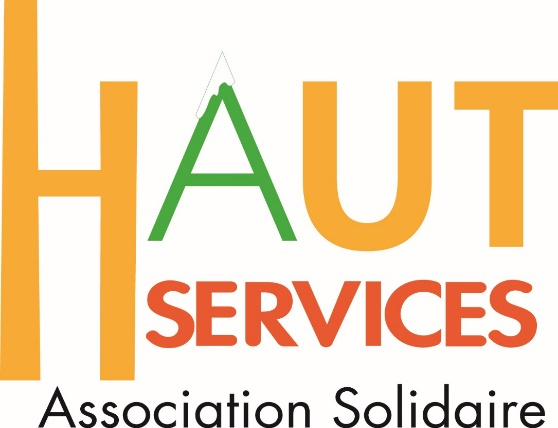 HAUT
SERVICES
Association Solidaire